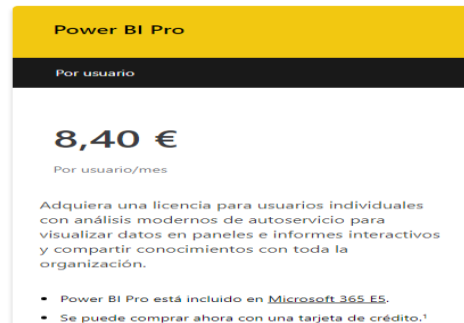 Power BI Pro
Por usuario
8,40 €
Por usuario/mes
Adquiera una licencia para usuarios individuales
con análisis modernos de autoservicio para
visualizar datos en paneles e informes interactivos
y compartir conocimientos con toda la
organización.
• Power BI Pro está incluido en Microsoft 365 E5.
• Se puede comprar ahora con una tarjeta de crédito.¹